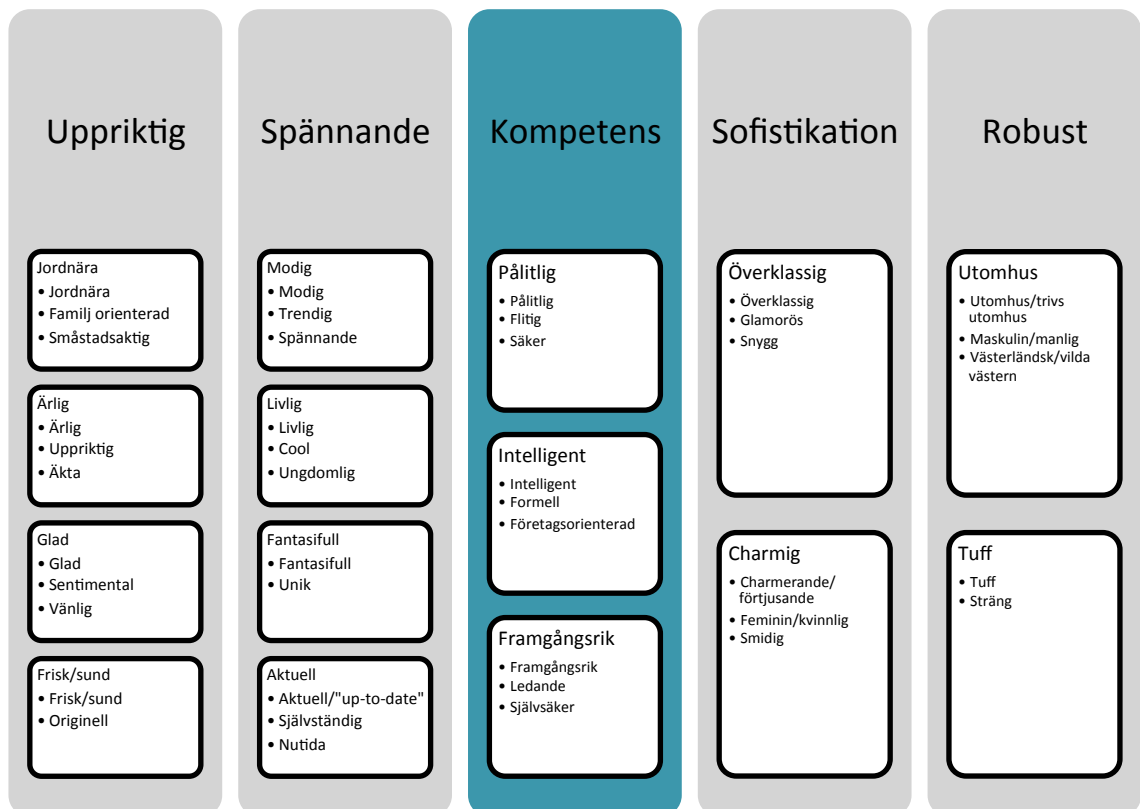 Uppriktig
Jordnära
• Jordnära
• Familj orienterad
• Småstadsaktig
Ärlig
• Ärlig
• Uppriktig
• Äkta
Glad
• Glad
• Sentimental
• Vänlig
Frisk/sund
• Frisk/sund
• Originell
Spännande
Modig
• Modig
• Trendig
• Spännande
Livlig
• Livlig
• Cool
• Ungdomlig
Fantasifull
• Fantasifull
• Unik
Aktuell
• Aktuell/"up-to-date"
• Självständig
• Nutida
Kompetens
Pålitlig
• Pålitlig
• Flitig
• Säker
Intelligent
• Intelligent
• Formell
• Företagsorienterad
Framgångsrik
• Framgångsrik
• Ledande
• Självsäker
Sofistikation
Överklassig
• Överklassig
• Glamorös
• Snygg
Charmig
• Charmerande/
förtjusande
• Feminin/kvinnlig
• Smidig
Robust
Utomhus
• Utomhus/trivs
utomhus
• Maskulin/manlig
• Västerländsk/vilda
västern
Tuff
• Tuff
• Sträng